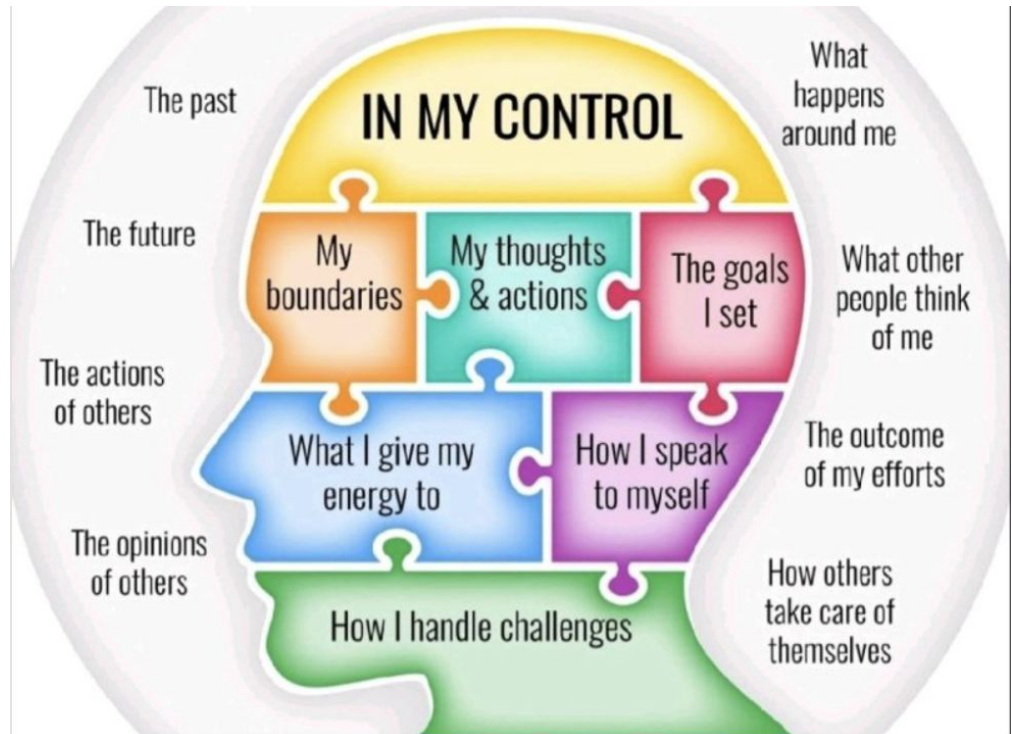 IN MY CONTROL
My
boundaries
My thoughts
& actions
The goals
I set
What I give my
energy to
How I speak
to myself
How I handle challenges
The past
The future
The actions
of others
The opinions
of others
What
happens
around me
What other
people think
of me
The outcome
of my efforts
How others
take care of
themselves